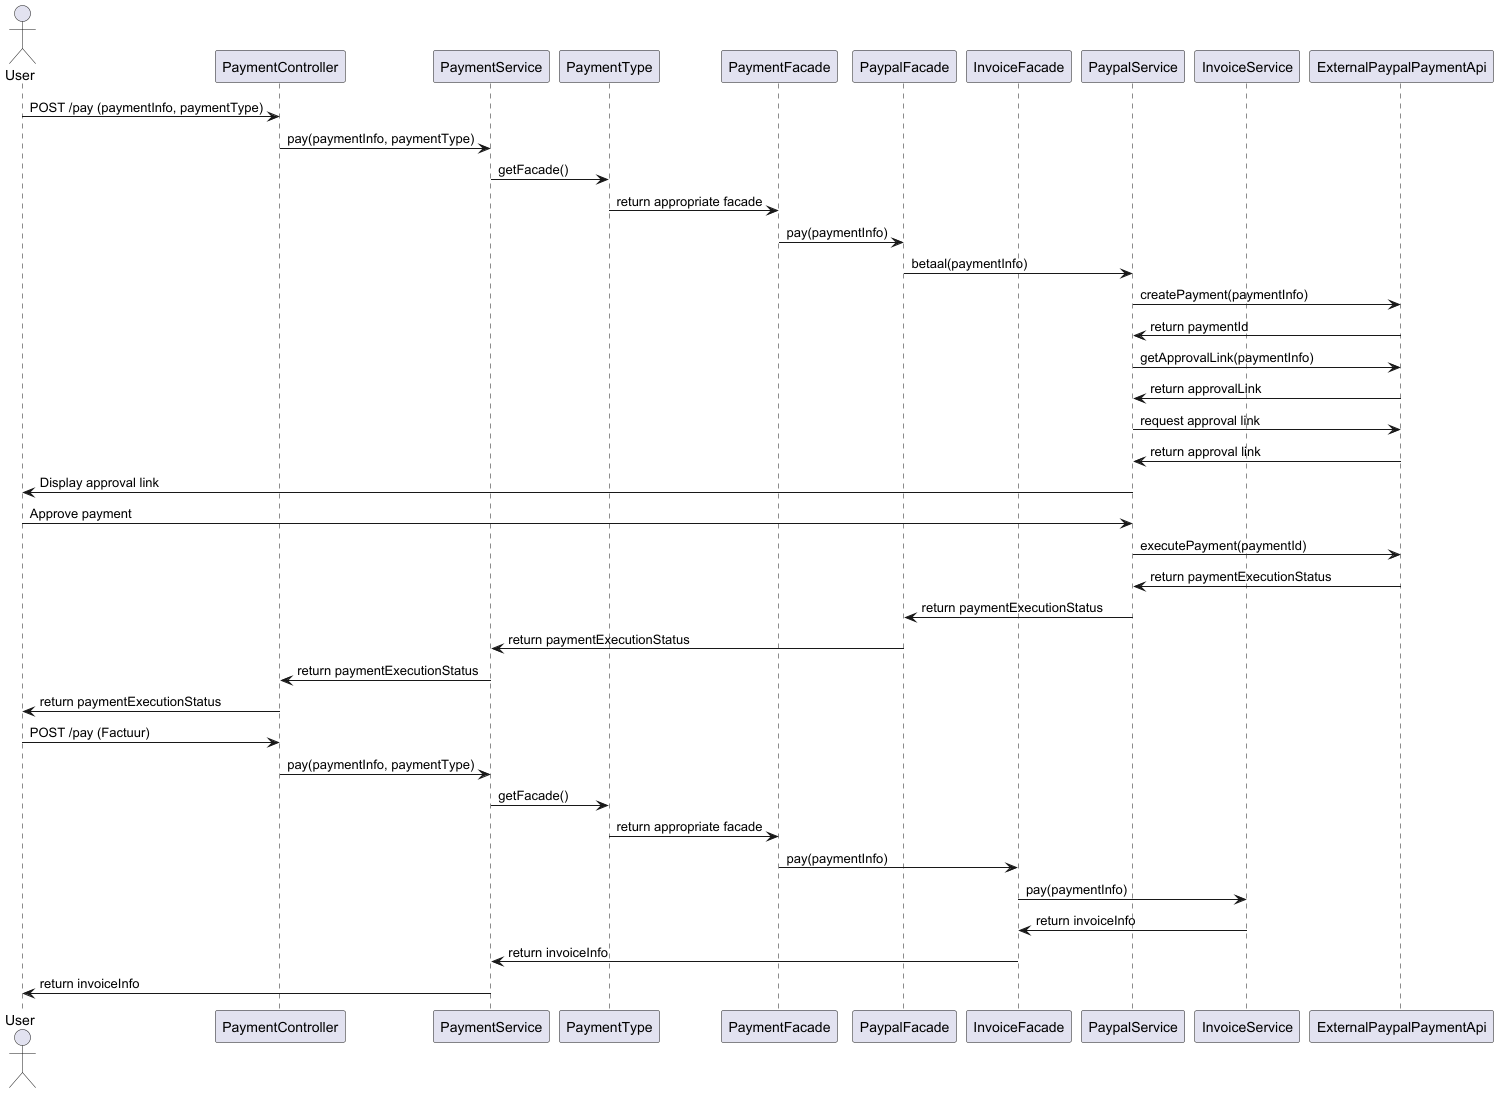 User
PaymentController
PaymentService
PaymentType
PaymentFacade
PaypalFacade
InvoiceFacade
PaypalService
InvoiceService
ExternalPaypalPaymentApi
POST /pay (paymentInfo, paymentType)
pay(paymentInfo, paymentType)
getFacade()
return appropriate facade
pay(paymentInfo)
betaal(paymentInfo)
createPayment(paymentInfo)
return paymentId
getApprovalLink(paymentInfo)
return approvalLink
request approval link
return approval link
Display approval link
Approve payment
executePayment(paymentId)
return paymentExecutionStatus
return paymentExecutionStatus
return paymentExecutionStatus
return paymentExecutionStatus
return paymentExecutionStatus
POST /pay (Factuur)
pay(paymentInfo, paymentType)
getFacade()
return appropriate facade
pay(paymentInfo)
pay(paymentInfo)
return invoiceInfo
return invoiceInfo
return invoiceInfo
User
PaymentController
PaymentService
PaymentType
PaymentFacade
PaypalFacade
InvoiceFacade
PaypalService
InvoiceService
ExternalPaypalPaymentApi